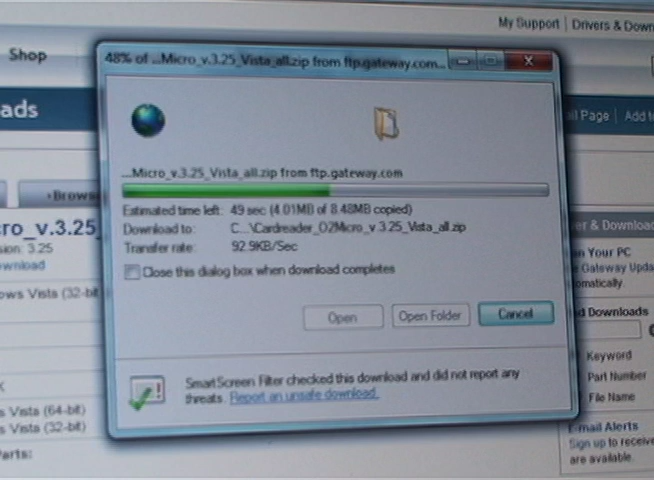 My Support | Drivers & Down
Shop
48% of ...Micro_v.3.25_Vista_all.zip from ftp.gateway.com...
ads
Page | Add t
...Micro_v.3.25_Vista_all.zip from ftp.gateway.com
Brows
Estimated time left: 49 sec (4.01MB of 8.48MB copied)
Download to: C:\...\Cardreader_O2Micro_v 3.25_Vista_all.zip
Transfer rate: 92.9KB/Sec
Close this dialog box when download completes
ro_v.3.25
sion: 3.25
wnload
ows Vista (32-bit
er & Download
n Your PC
Gateway Upda
omatically.
d Downloads
Open
Open Folder
Cancel
Keyword
Part Number
File Name
SmartScreen Filter checked this download and did not report any
threats. Report an unsafe download.
s Vista (64-bit)
s Vista (32-bit)
Parts:
E-mail Alerts
Sign up to receive
are available.